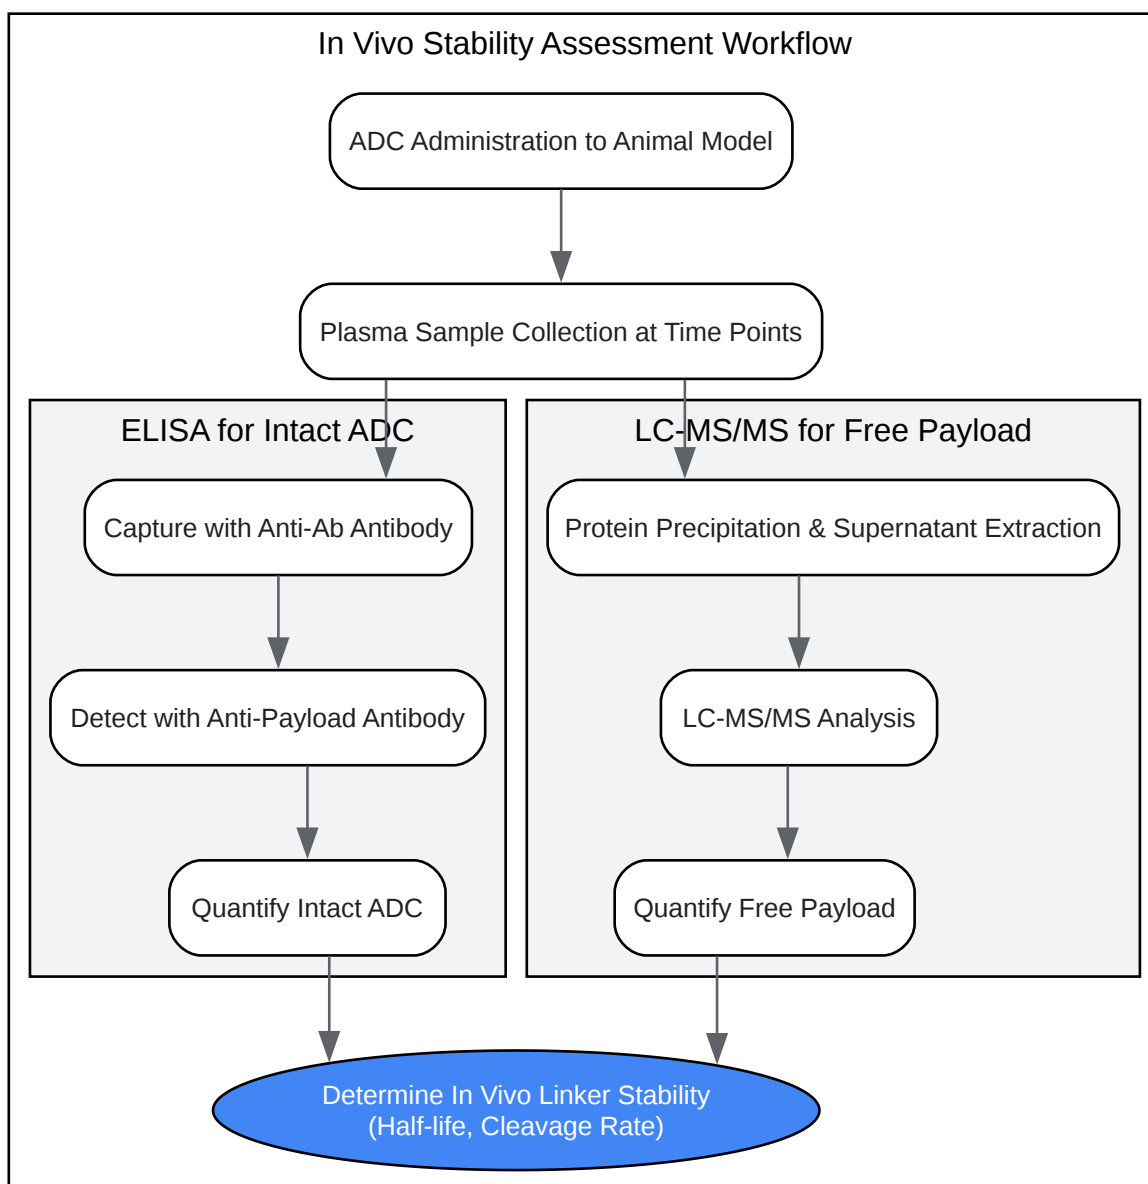 In Vivo Stability Assessment Workflow
ADC Administration to Animal Model
Plasma Sample Collection at Time Points
ELISA for Intact ADC
Capture with Anti-Ab Antibody
Detect with Anti-Payload Antibody
Quantify Intact ADC
LC-MS/MS for Free Payload
Protein Precipitation & Supernatant Extraction
LC-MS/MS Analysis
Quantify Free Payload
Determine In Vivo Linker Stability
(Half-life, Cleavage Rate)